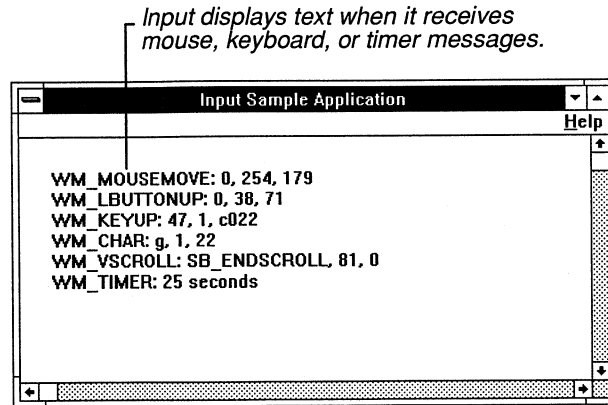 Input displays text when it receives
mouse, keyboard, or timer messages.
Input Sample Application
Help
WM_MOUSEMOVE: 0, 254, 179
WM_LBUTTONUP: 0, 38, 71
WM_KEYUP: 47, 1, c022
WM_CHAR: g, 1, 22
WM_VSCROLL: SB_ENDSCROLL, 81, 0
WM_TIMER: 25 seconds